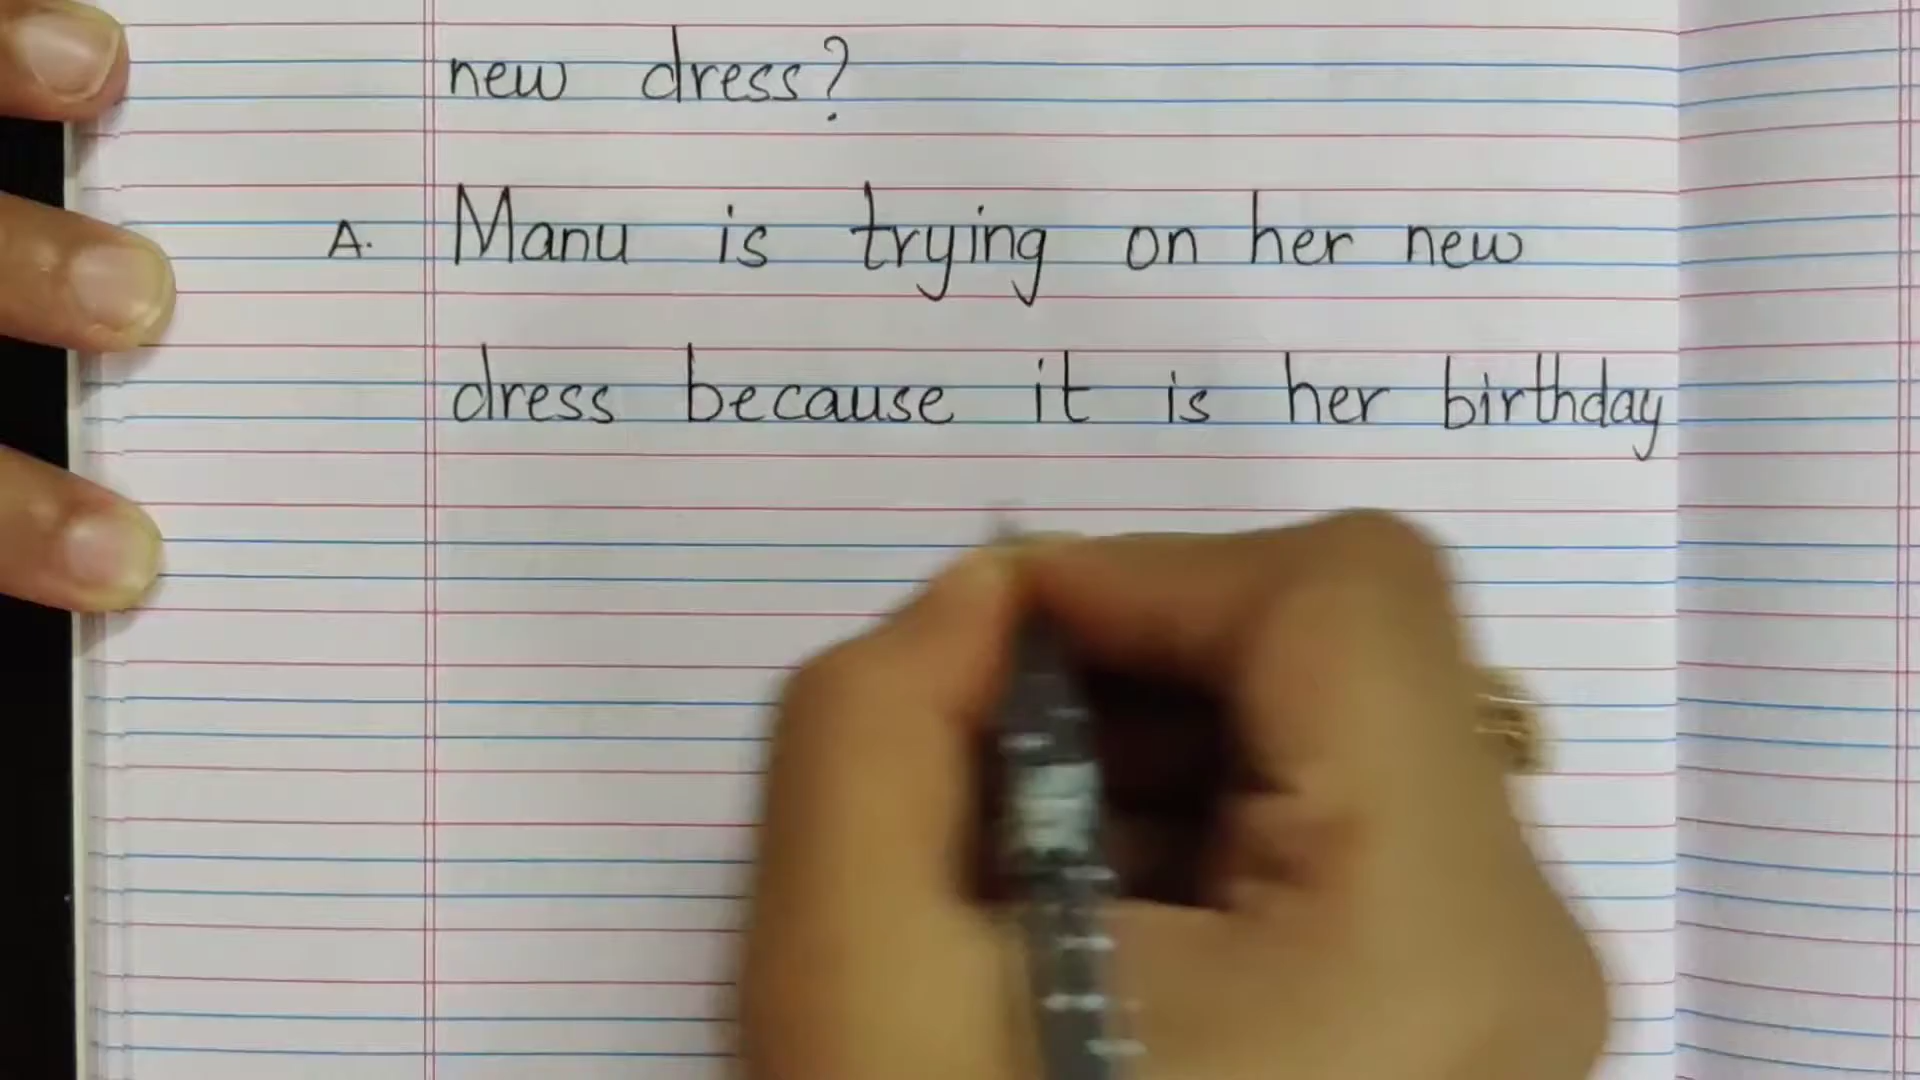 new dress?
A. Manu is trying on her new
dress because it is her birthday